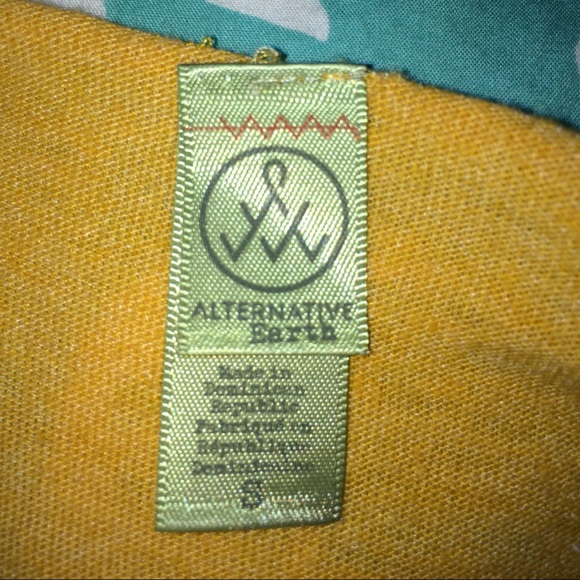 ALTERNATIVE
Earth
Made in
Dominican
Republic
Fabriqué en
République
Dominicaine
S